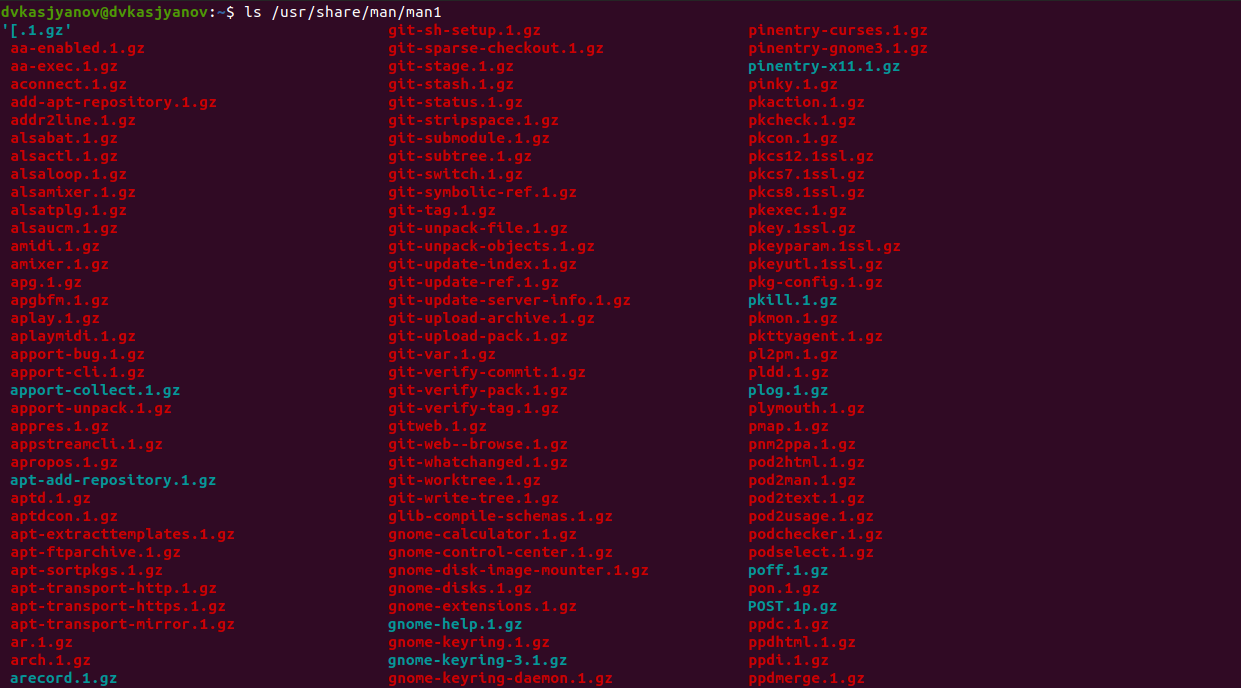 dvkasjyanov@dvkasjyanov:~$ ls /usr/share/man/man1
'[.1.gz' git-sh-setup.1.gz pinentry-curses.1.gz
aa-enabled.1.gz git-sparse-checkout.1.gz pinentry-gnome3.1.gz
aa-exec.1.gz git-stage.1.gz pinentry-x11.1.gz
aconnect.1.gz git-stash.1.gz pinky.1.gz
add-apt-repository.1.gz git-status.1.gz pkaction.1.gz
addr2line.1.gz git-stripspace.1.gz pkcheck.1.gz
alsabat.1.gz git-submodule.1.gz pkcon.1.gz
alsactl.1.gz git-subtree.1.gz pkcs12.1ssl.gz
alsaloop.1.gz git-switch.1.gz pkcs7.1ssl.gz
alsamixer.1.gz git-symbolic-ref.1.gz pkcs8.1ssl.gz
alsatplg.1.gz git-tag.1.gz pkexec.1.gz
alsaucm.1.gz git-unpack-file.1.gz pkey.1ssl.gz
amidi.1.gz git-unpack-objects.1.gz pkeyparam.1ssl.gz
amixer.1.gz git-update-index.1.gz pkeyutl.1ssl.gz
apg.1.gz git-update-ref.1.gz pkg-config.1.gz
apgbfm.1.gz git-update-server-info.1.gz pkill.1.gz
aplay.1.gz git-upload-archive.1.gz pkmon.1.gz
aplaymidi.1.gz git-upload-pack.1.gz pkttyagent.1.gz
apport-bug.1.gz git-var.1.gz pl2pm.1.gz
apport-cli.1.gz git-verify-commit.1.gz pldd.1.gz
apport-collect.1.gz git-verify-pack.1.gz plog.1.gz
apport-unpack.1.gz git-verify-tag.1.gz plymouth.1.gz
appres.1.gz gitweb.1.gz pmap.1.gz
appstreamcli.1.gz git-web--browse.1.gz pnm2ppa.1.gz
apropos.1.gz git-whatchanged.1.gz pod2html.1.gz
apt-add-repository.1.gz git-worktree.1.gz pod2man.1.gz
aptd.1.gz git-write-tree.1.gz pod2text.1.gz
aptdcon.1.gz glib-compile-schemas.1.gz pod2usage.1.gz
apt-extracttemplates.1.gz gnome-calculator.1.gz podchecker.1.gz
apt-ftparchive.1.gz gnome-control-center.1.gz podselect.1.gz
apt-sortpkgs.1.gz gnome-disk-image-mounter.1.gz poff.1.gz
apt-transport-http.1.gz gnome-disks.1.gz pon.1.gz
apt-transport-https.1.gz gnome-extensions.1.gz POST.1p.gz
apt-transport-mirror.1.gz gnome-help.1.gz ppdc.1.gz
ar.1.gz gnome-keyring.1.gz ppdhtml.1.gz
arch.1.gz gnome-keyring-3.1.gz ppdi.1.gz
arecord.1.gz gnome-keyring-daemon.1.gz ppdmerge.1.gz